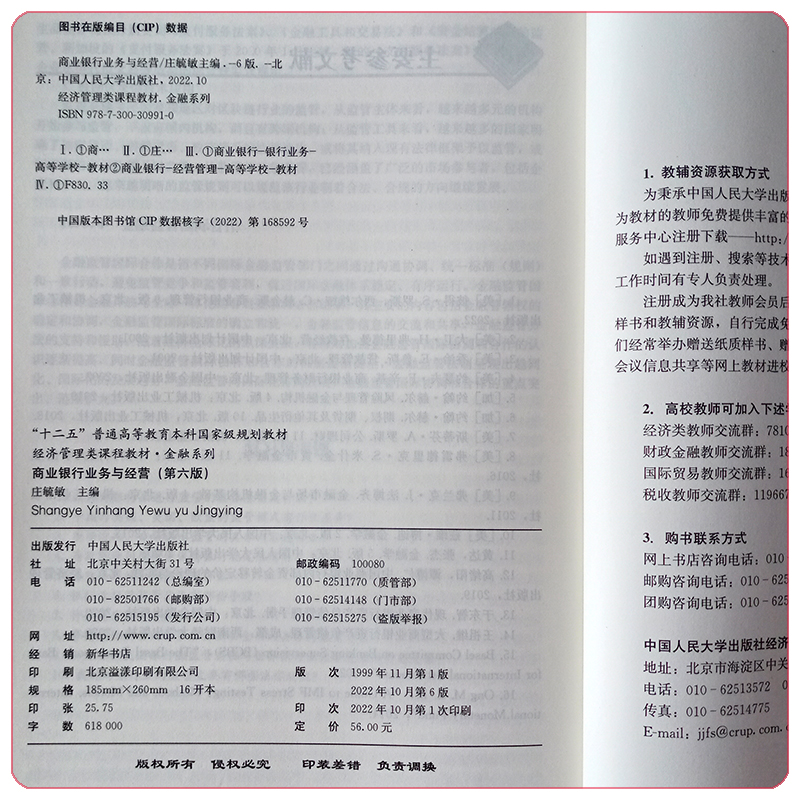 图书在版编目（CIP）数据
商业银行业务与经营/庄毓敏主编. --6版. --北
京：中国人民大学出版社，2022.10
经济管理类课程教材. 金融系列
ISBN 978-7-300-30991-0
Ⅰ.①商… Ⅱ.①庄… Ⅲ.①商业银行-银行业务-
高等学校-教材②商业银行-经营管理-高等学校-教材
Ⅳ.①F830.33
中国版本图书馆CIP数据核字（2022）第168592号
“十二五”普通高等教育本科国家级规划教材
经济管理类课程教材·金融系列
商业银行业务与经营（第六版）
庄毓敏 主编
Shangye Yinhang Yewu yu Jingying
出版发行 中国人民大学出版社
社 址 北京中关村大街31号 邮政编码 100080
电 话 010-62511242（总编室） 010-62511770（质管部）
010-82501766（邮购部） 010-62514148（门市部）
010-62515195（发行公司） 010-62515275（盗版举报）
网 址 http://www.crup.com.cn
经 销 新华书店
印 刷 北京溢漾印刷有限公司 版 次 1999年11月第1版
规 格 185mm×260mm 16开本 2022年10月第6版
印 张 25.75 印 次 2022年10月第1次印刷
字 数 618 000 定 价 56.00元
版权所有 侵权必究 印装差错 负责调换
1. 教辅资源获取方式
为秉承中国人民大学出版
为教材的教师免费提供丰富的
服务中心注册下载——http:/
如遇到注册、搜索等技术
工作时间有专人负责处理。
注册成为我社教师会员后
样书和教辅资源，自行完成免
们经常举办赠送纸质样书、赠
会议信息共享等网上教材进校
2. 高校教师可加入下述学
经济类教师交流群：7810
财政金融教师交流群：18
国际贸易教师交流群：16
税收教师交流群：119667
3. 购书联系方式
网上书店咨询电话：010
邮购咨询电话：010-625
团购咨询电话：010-625
中国人民大学出版社经济
地址：北京市海淀区中关
电话：010-62513572
传真：010-62514775
E-mail：jjfs@crup.com.